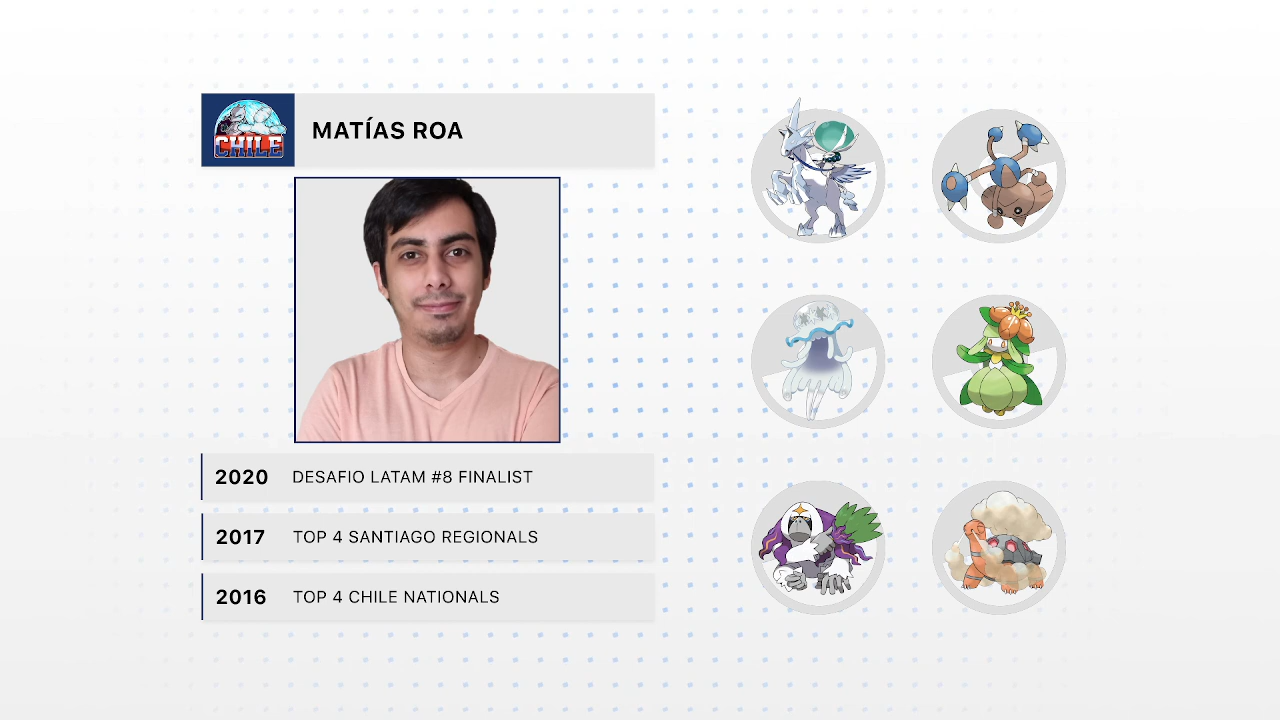 CHILE
MATÍAS ROA
2020 DESAFIO LATAM #8 FINALIST
2017 TOP 4 SANTIAGO REGIONALS
2016 TOP 4 CHILE NATIONALS